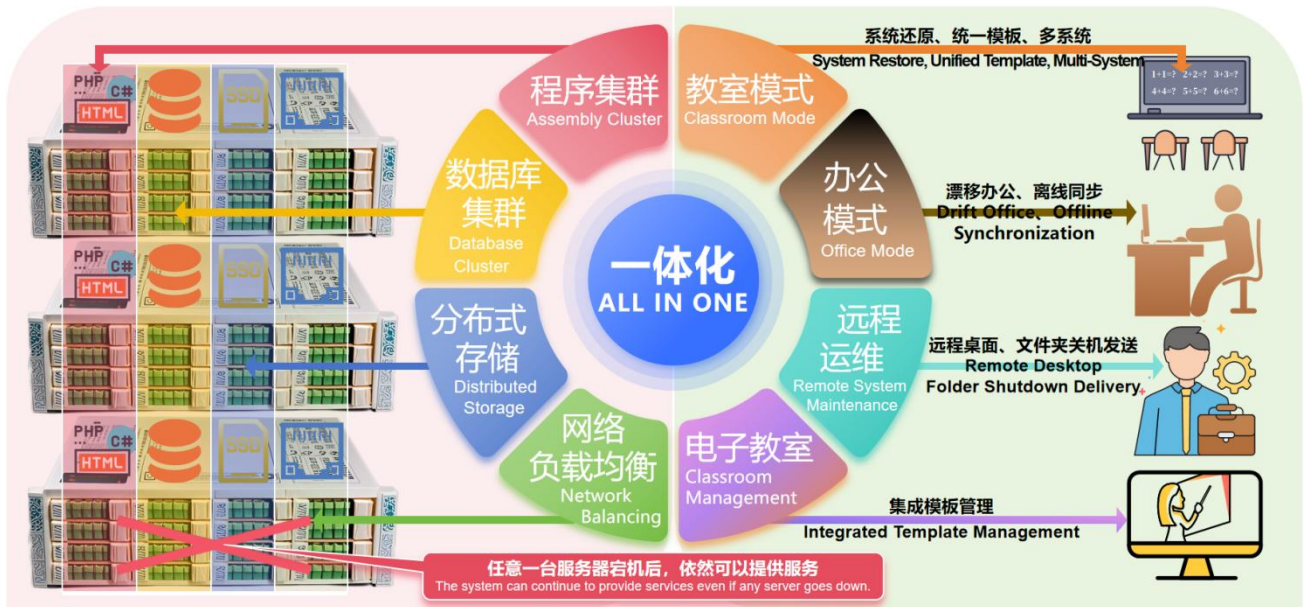 程序集群
Assembly Cluster
教室模式
Classroom Mode
系统还原、统一模板、多系统
System Restore, Unified Template, Multi-System
1+1=? 2+2=? 3+3=?
4+4=? 5+5=? 6+6=?
PHP
C#
HTML
SSD
数据库
集群
Database
Cluster
办公
模式
Office Mode
漂移办公、离线同步
Drift Office、Offline
Synchronization
一体化
ALL IN ONE
PHP
C#
HTML
SSD
分布式
存储
Distributed
Storage
远程
运维
Remote System
Maintenance
远程桌面、文件夹关机发送
Remote Desktop
Folder Shutdown Delivery
PHP
C#
HTML
SSD
网络
负载均衡
Network
Balancing
电子教室
Classroom
Management
集成模板管理
Integrated Template Management
任意一台服务器宕机后，依然可以提供服务
The system can continue to provide services even if any server goes down.